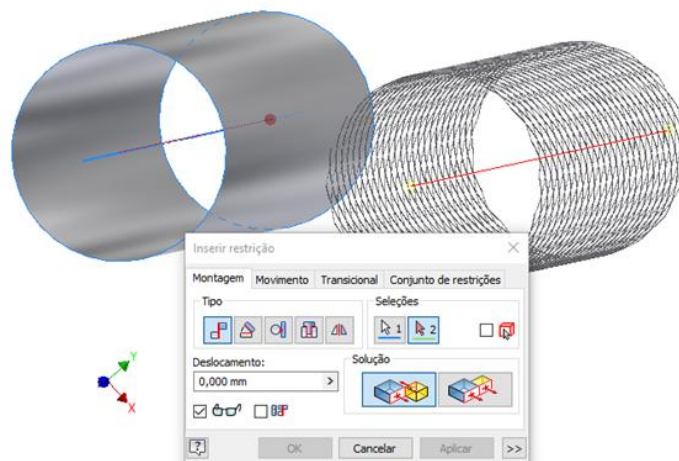 Inserir restrição
Montagem Movimento Transicional Conjunto de restrições
Tipo
Seleções
1 2
Deslocamento:
0,000 mm
Solução
OK Cancelar Aplicar >>
Y
X